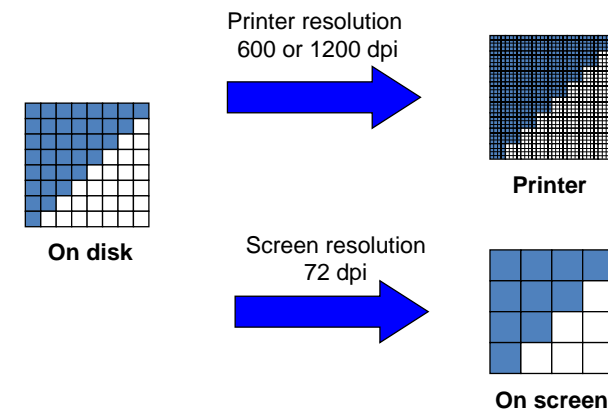 Printer resolution
600 or 1200 dpi
Printer
On disk
Screen resolution
72 dpi
On screen